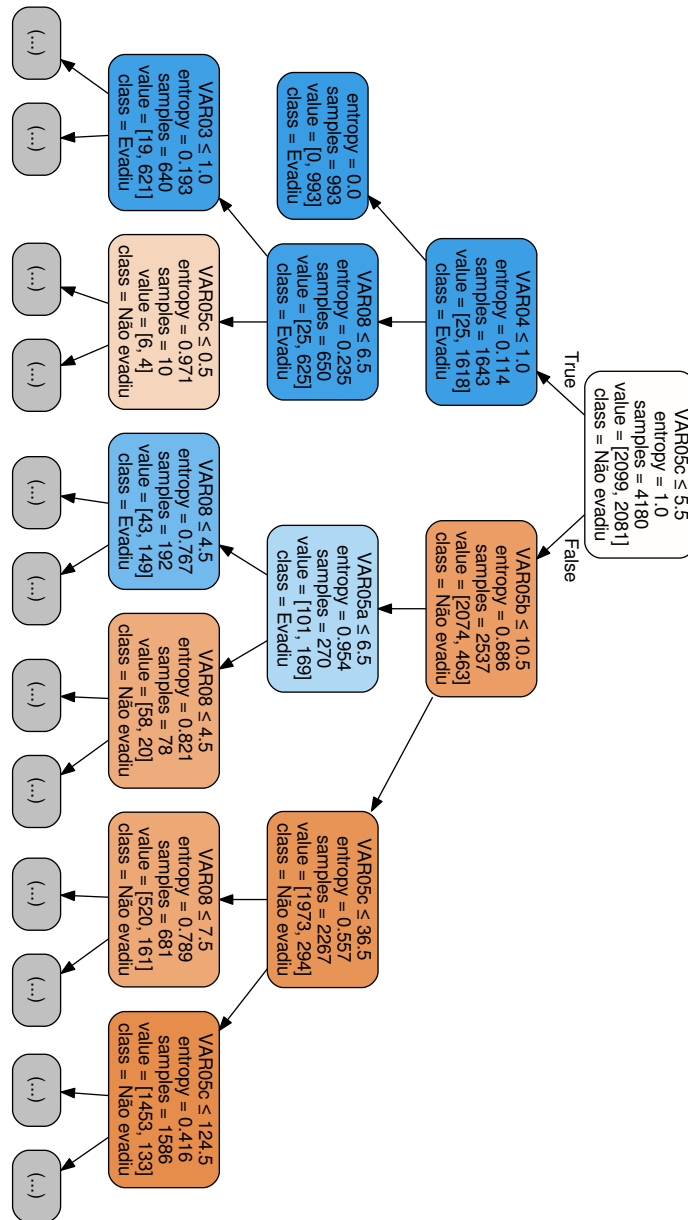 VAR05c ≤ 5.5
entropy = 1.0
samples = 4180
value = [2099, 2081]
class = Não evadiu
True
False
VAR04 ≤ 1.0
entropy = 0.114
samples = 1643
value = [25, 1618]
class = Evadiu
VAR05b ≤ 10.5
entropy = 0.686
samples = 2537
value = [2074, 463]
class = Não evadiu
entropy = 0.0
samples = 993
value = [0, 993]
class = Evadiu
VAR08 ≤ 6.5
entropy = 0.235
samples = 650
value = [25, 625]
class = Evadiu
VAR05a ≤ 6.5
entropy = 0.954
samples = 270
value = [101, 169]
class = Evadiu
VAR05c ≤ 36.5
entropy = 0.557
samples = 2267
value = [1973, 294]
class = Não evadiu
VAR03 ≤ 1.0
entropy = 0.193
samples = 640
value = [19, 621]
class = Evadiu
VAR05c ≤ 0.5
entropy = 0.971
samples = 10
value = [6, 4]
class = Não evadiu
VAR08 ≤ 4.5
entropy = 0.767
samples = 192
value = [43, 149]
class = Evadiu
VAR08 ≤ 4.5
entropy = 0.821
samples = 78
value = [58, 20]
class = Não evadiu
VAR08 ≤ 7.5
entropy = 0.789
samples = 681
value = [520, 161]
class = Não evadiu
VAR05c ≤ 124.5
entropy = 0.416
samples = 1586
value = [1453, 133]
class = Não evadiu
(...)
(...)
(...)
(...)
(...)
(...)
(...)
(...)
(...)
(...)
(...)
(...)